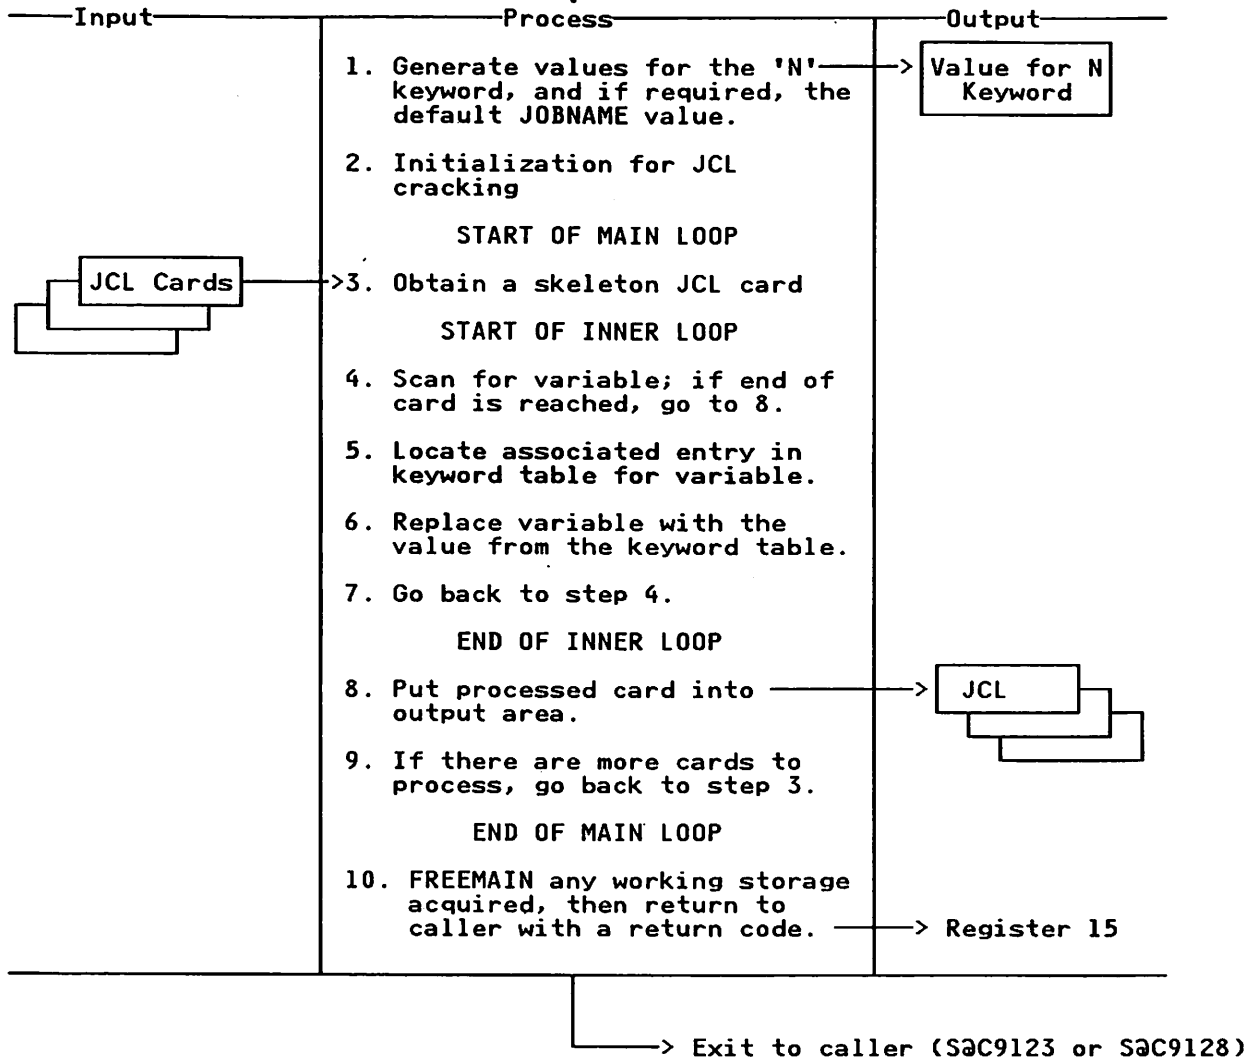 Input
Process
Output
1. Generate values for the 'N'
keyword, and if required, the
default JOBNAME value.
Value for N
Keyword
2. Initialization for JCL
cracking
START OF MAIN LOOP
JCL Cards
3. Obtain a skeleton JCL card
START OF INNER LOOP
4. Scan for variable; if end of
card is reached, go to 8.
5. Locate associated entry in
keyword table for variable.
6. Replace variable with the
value from the keyword table.
7. Go back to step 4.
END OF INNER LOOP
8. Put processed card into
output area.
JCL
9. If there are more cards to
process, go back to step 3.
END OF MAIN LOOP
10. FREEMAIN any working storage
acquired, then return to
caller with a return code.
Register 15
Exit to caller (S@C9123 or S@C9128)